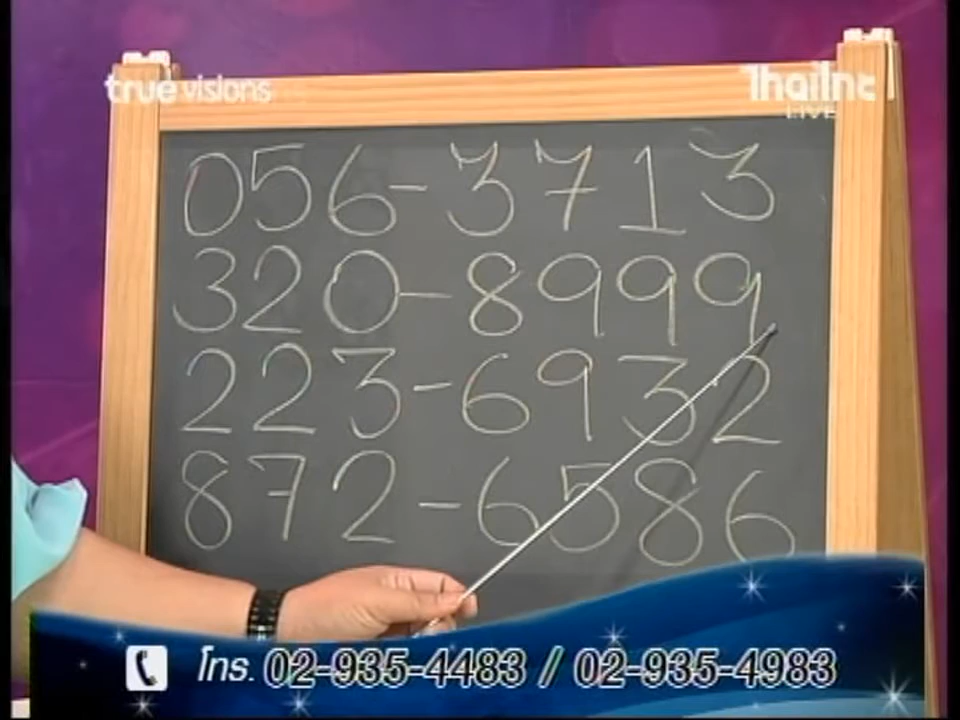 true visions
Thaiinc
LIVE
056-3713
320-8999
223-6932
872-6586
โทร. 02-935-4483 / 02-935-4983